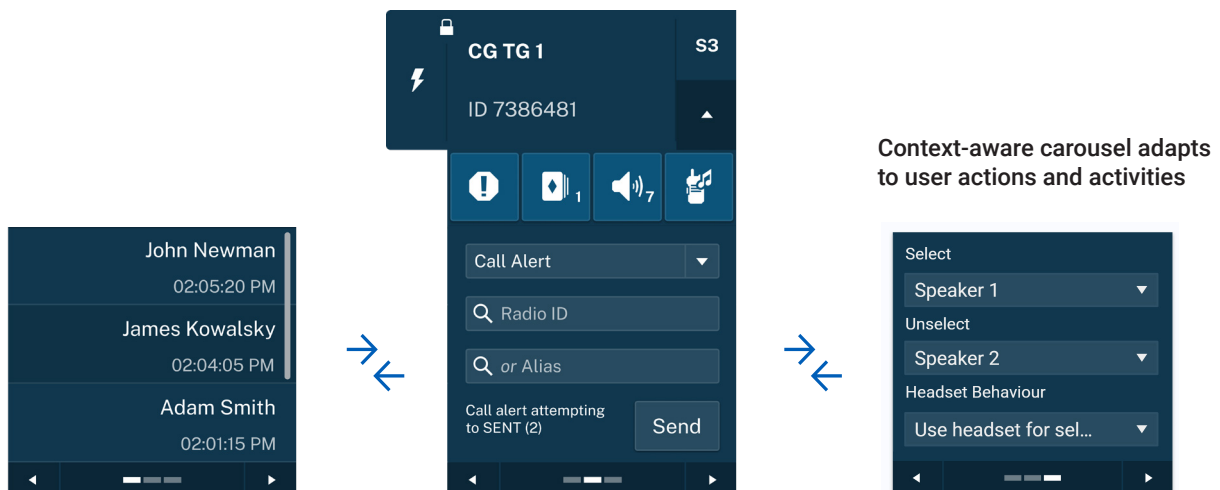 John Newman
02:05:20 PM
James Kowalsky
02:04:05 PM
Adam Smith
02:01:15 PM
CG TG 1
S3
ID 7386481
1
7
Call Alert
Radio ID
or Alias
Call alert attempting
to SENT (2)
Send
Context-aware carousel adapts
to user actions and activities
Select
Speaker 1
Unselect
Speaker 2
Headset Behaviour
Use headset for sel...